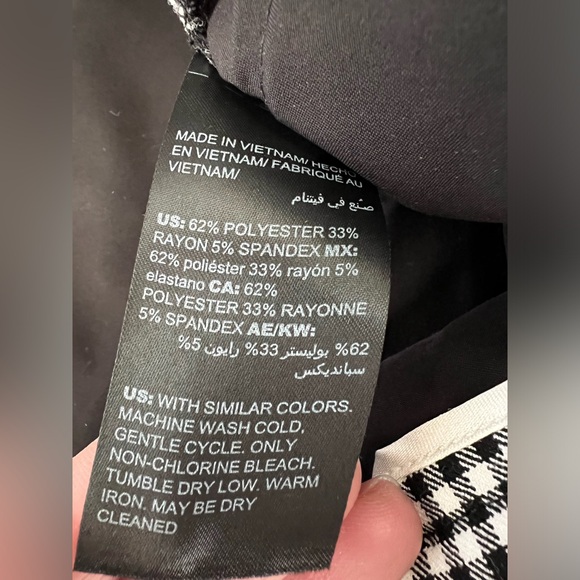 MADE IN VIETNAM/ HECHO
EN VIETNAM/ FABRIQUÉ AU
VIETNAM/
صنع في فيتنام
US: 62% POLYESTER 33%
RAYON 5% SPANDEX MX:
62% poliéster 33% rayón 5%
elastano CA: 62%
POLYESTER 33% RAYONNE
5% SPANDEX AE/KW:
62% بوليستر 33% رايون 5%
سبانديكس
US: WITH SIMILAR COLORS.
MACHINE WASH COLD,
GENTLE CYCLE. ONLY
NON-CHLORINE BLEACH.
TUMBLE DRY LOW. WARM
IRON. MAY BE DRY
CLEANED